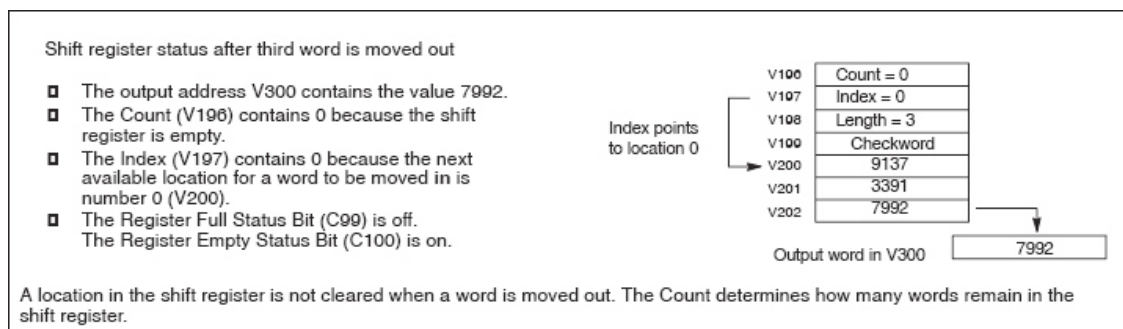 Shift register status after third word is moved out
The output address V300 contains the value 7992.
The Count (V196) contains 0 because the shift
register is empty.
The Index (V197) contains 0 because the next
available location for a word to be moved in is
number 0 (V200).
The Register Full Status Bit (C99) is off.
The Register Empty Status Bit (C100) is on.
Index points
to location 0
V196 Count = 0
V197 Index = 0
V198 Length = 3
V199 Checkword
V200 9137
V201 3391
V202 7992
Output word in V300 7992
A location in the shift register is not cleared when a word is moved out. The Count determines how many words remain in the
shift register.